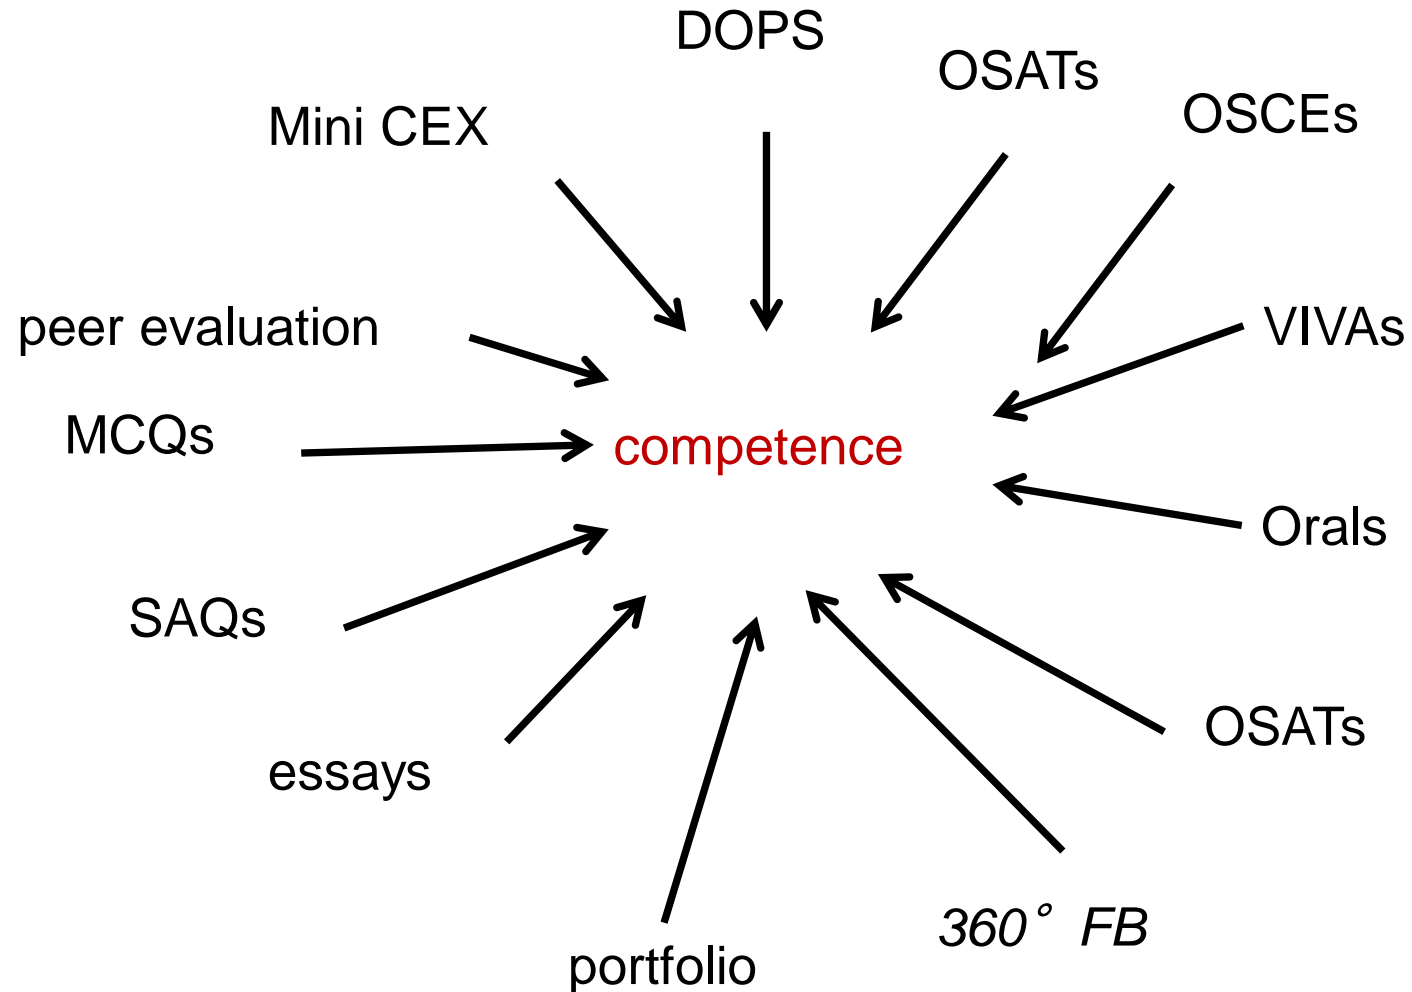 DOPS
OSATs
Mini CEX
OSCEs
peer evaluation
VIVAs
MCQs
competence
Orals
SAQs
OSATs
essays
360° FB
portfolio